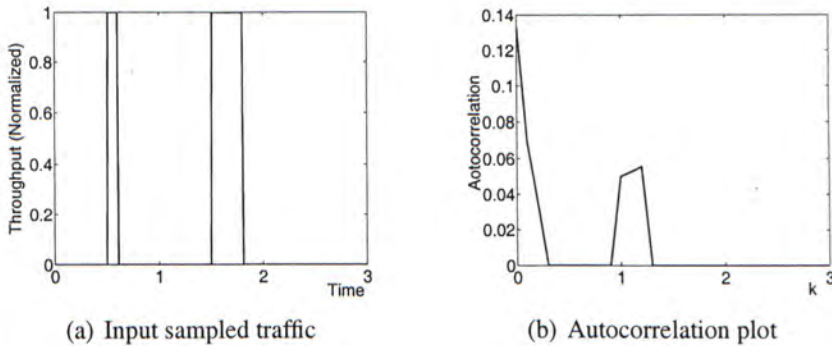 1
0.8
0.6
0.4
0.2
0
Throughput (Normalized)
0 1 2 3
Time
(a) Input sampled traffic
0.14
0.12
0.1
0.08
0.06
0.04
0.02
0
Aotocorrelation
0 1 2 3
k
(b) Autocorrelation plot